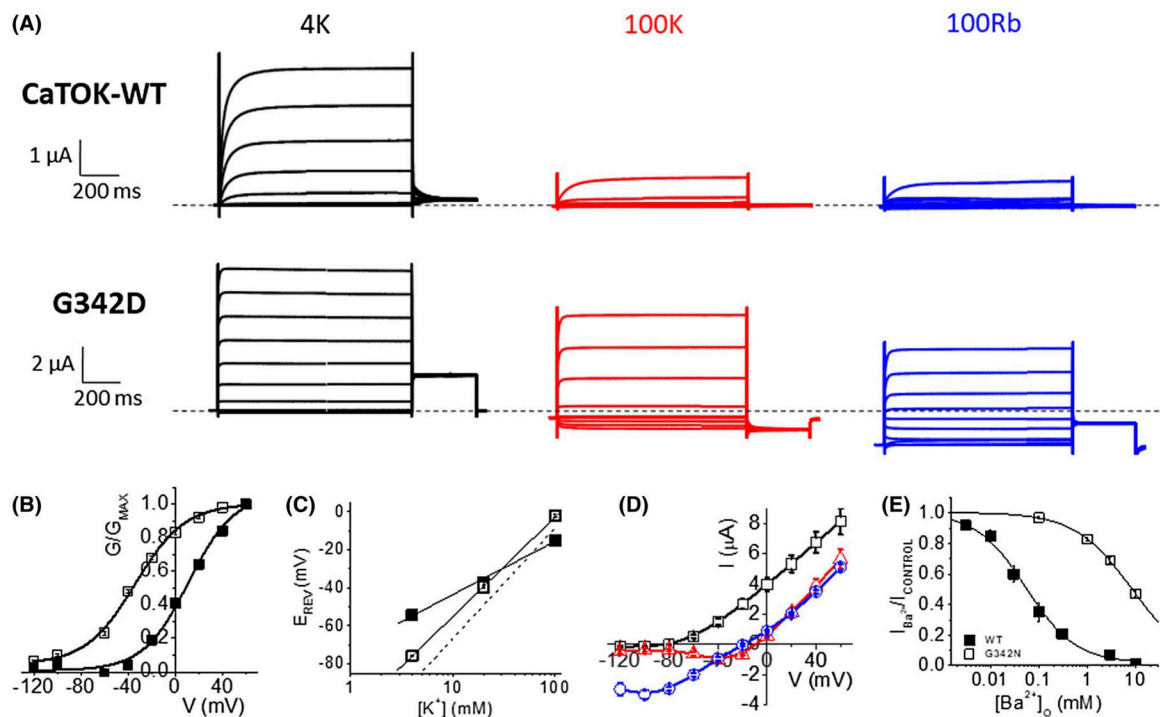 (A)
4K
100K
100Rb
CaTOK-WT
1 µA
200 ms
G342D
2 µA
200 ms
(B)
G/G_MAX
1.0
0.8
0.6
0.4
0.2
0.0
-120
-80
-40
0
40
V (mV)
(C)
E_REV (mV)
0
-20
-40
-60
-80
1
10
100
[K⁺] (mM)
(D)
I (µA)
8
6
4
2
-2
-4
-120
-80
-40
0
40
V (mV)
(E)
I_Ba²⁺/I_CONTROL
1.0
0.8
0.6
0.4
0.2
0.0
WT
G342N
0.01
0.1
1
10
[Ba²⁺]_O (mM)